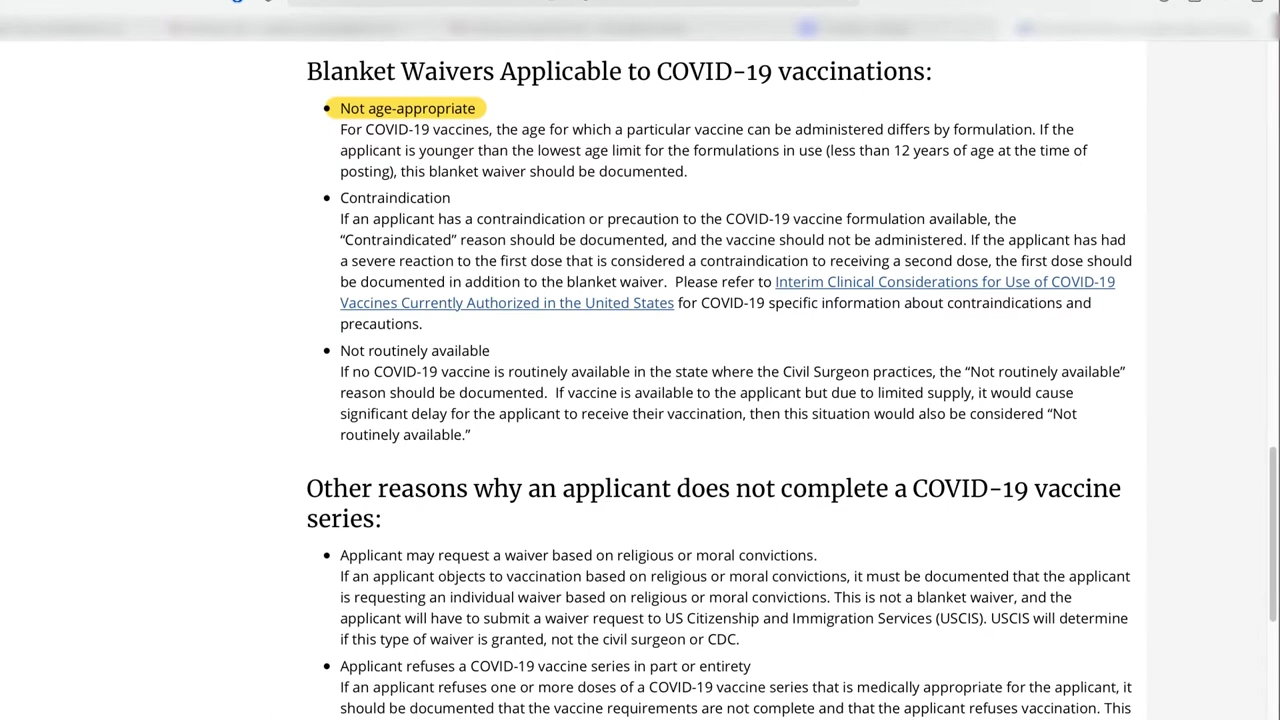 Blanket Waivers Applicable to COVID-19 vaccinations:
Not age-appropriate
For COVID-19 vaccines, the age for which a particular vaccine can be administered differs by formulation. If the
applicant is younger than the lowest age limit for the formulations in use (less than 12 years of age at the time of
posting), this blanket waiver should be documented.
Contraindication
If an applicant has a contraindication or precaution to the COVID-19 vaccine formulation available, the
“Contraindicated” reason should be documented, and the vaccine should not be administered. If the applicant has had
a severe reaction to the first dose that is considered a contraindication to receiving a second dose, the first dose should
be documented in addition to the blanket waiver.  Please refer to Interim Clinical Considerations for Use of COVID-19
Vaccines Currently Authorized in the United States for COVID-19 specific information about contraindications and
precautions.
Not routinely available
If no COVID-19 vaccine is routinely available in the state where the Civil Surgeon practices, the “Not routinely available”
reason should be documented.  If vaccine is available to the applicant but due to limited supply, it would cause
significant delay for the applicant to receive their vaccination, then this situation would also be considered “Not
routinely available.”
Other reasons why an applicant does not complete a COVID-19 vaccine
series:
Applicant may request a waiver based on religious or moral convictions.
If an applicant objects to vaccination based on religious or moral convictions, it must be documented that the applicant
is requesting an individual waiver based on religious or moral convictions. This is not a blanket waiver, and the
applicant will have to submit a waiver request to US Citizenship and Immigration Services (USCIS). USCIS will determine
if this type of waiver is granted, not the civil surgeon or CDC.
Applicant refuses a COVID-19 vaccine series in part or entirety
If an applicant refuses one or more doses of a COVID-19 vaccine series that is medically appropriate for the applicant, it
should be documented that the vaccine requirements are not complete and that the applicant refuses vaccination. This